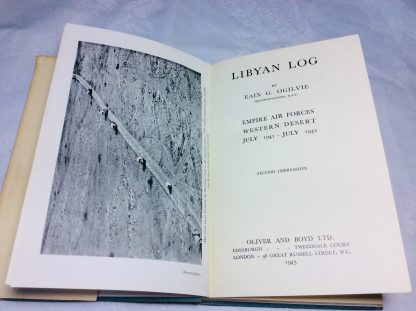 LIBYAN LOG
BY
EAIN G. OGILVIE
EMPIRE AIR FORCES
WESTERN DESERT
JULY 1941 - JULY 1942
SECOND IMPRESSION
OLIVER AND BOYD LTD.
EDINBURGH - - TWEEDDALE COURT
LONDON - 98 GREAT RUSSELL STREET, W.C.
1943